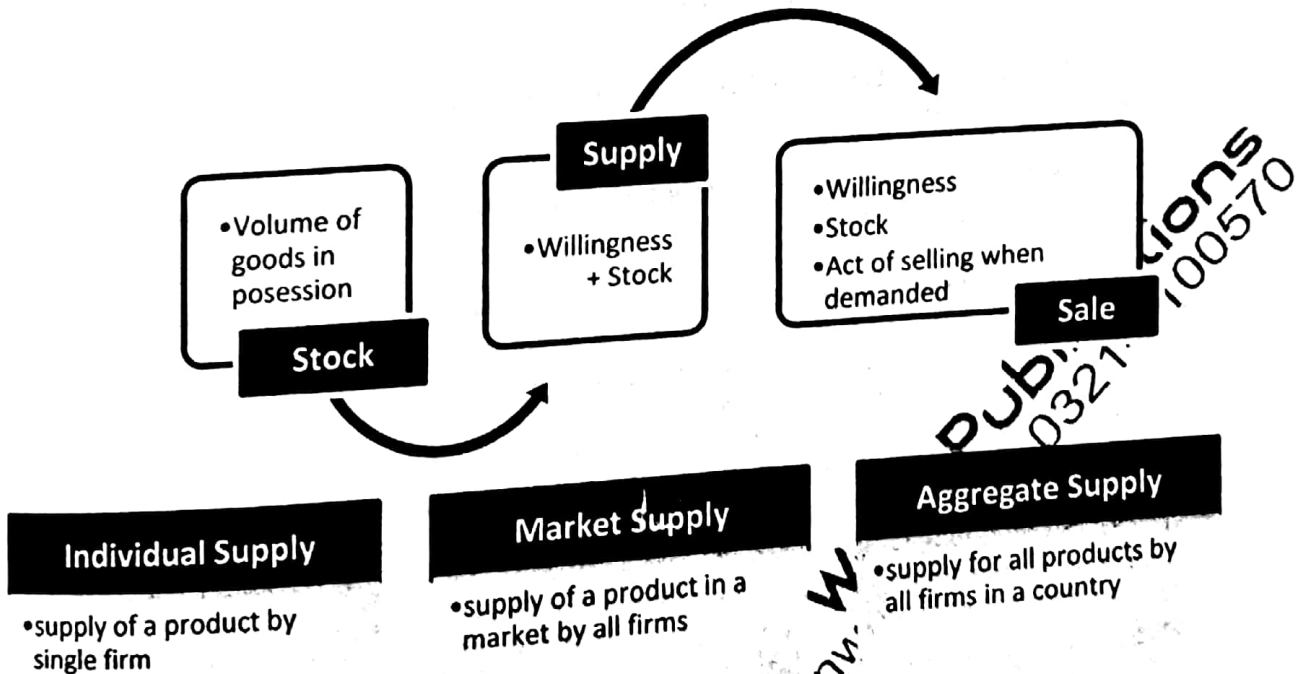 •Volume of
goods in
posession
Stock
Supply
•Willingness
+ Stock
•Willingness
•Stock
•Act of selling when
demanded
Sale
Individual Supply
•supply of a product by
single firm
Market Supply
•supply of a product in a
market by all firms
Aggregate Supply
•supply for all products by
all firms in a country